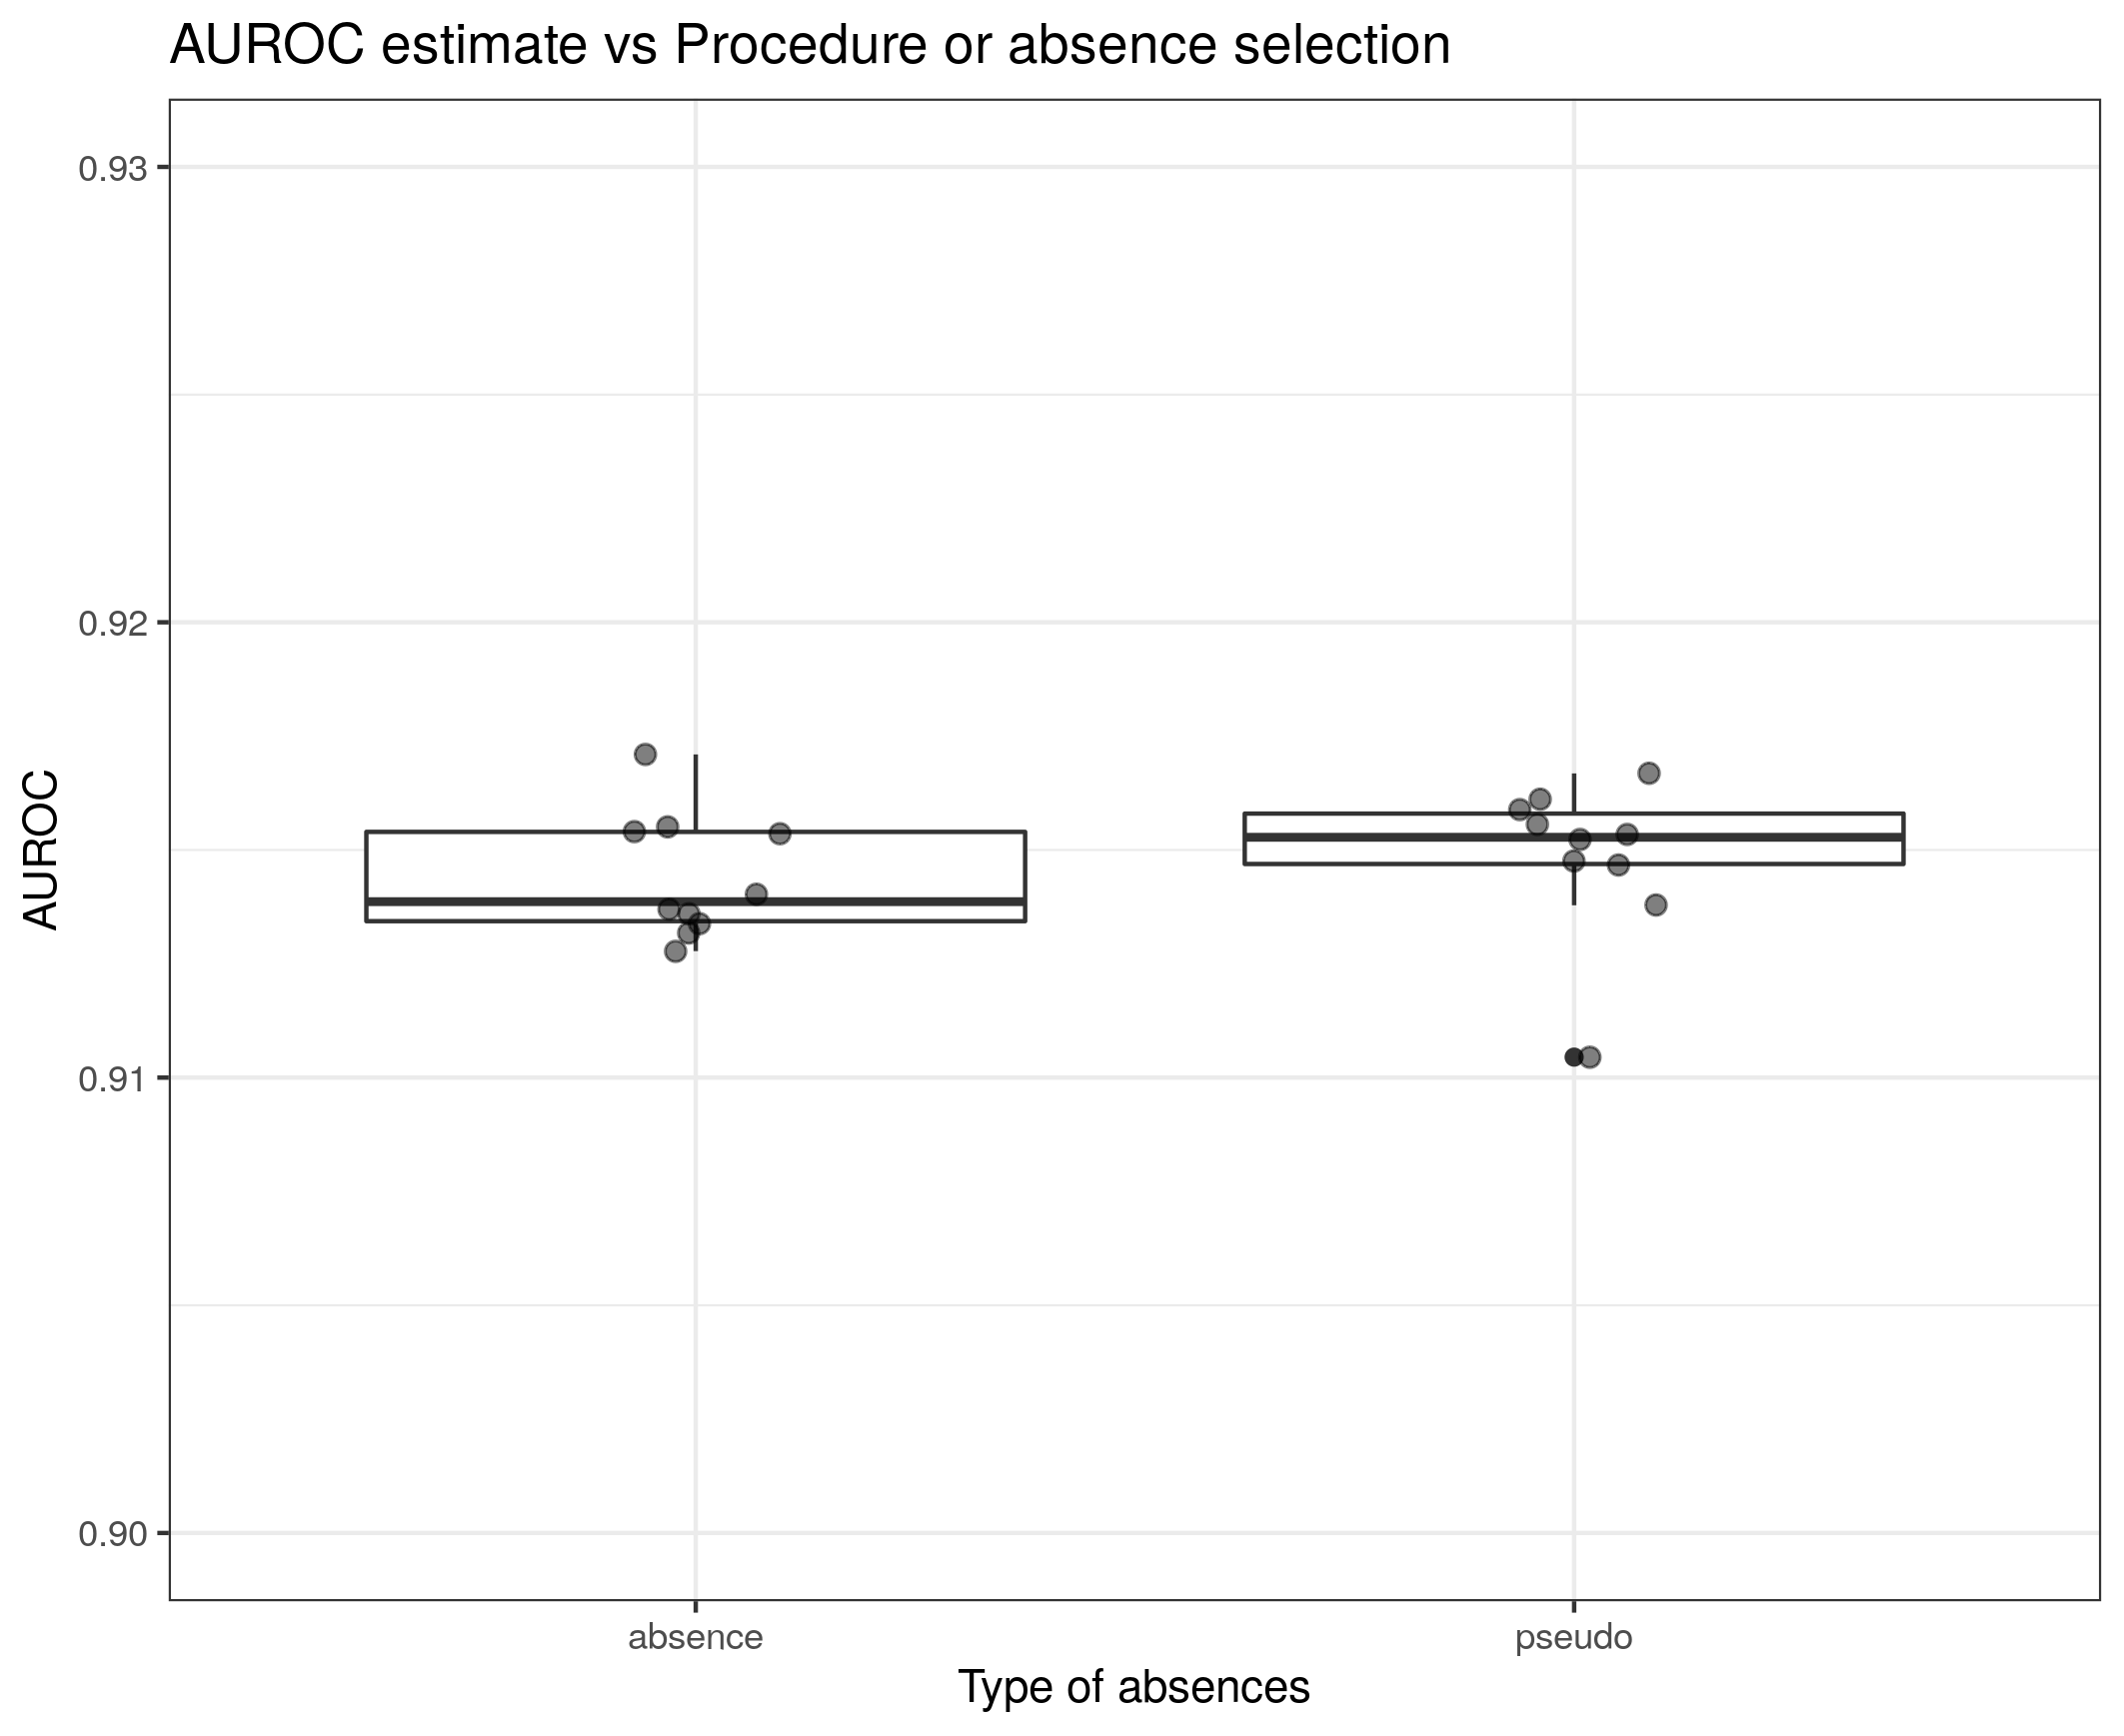 AUROC estimate vs Procedure or absence selection
AUROC
0.93
0.92
0.91
0.90
absence pseudo
Type of absences